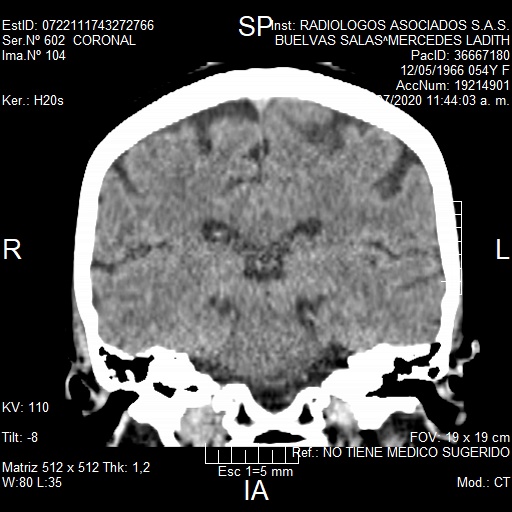 EstID: 0722111743272766
Ser.Nº 602 CORONAL
Ima.Nº 104
Ker.: H20s
SP
Inst: RADIOLOGOS ASOCIADOS S.A.S.
BUELVAS SALAS^MERCEDES LADITH
PacID: 36667180
12/05/1966 054Y F
AccNum: 19214901
/2020 11:44:03 a. m.
R
L
KV: 110
Tilt: -8
Matriz 512 x 512 Thk: 1,2
W:80 L:35
Esc 1=5 mm
IA
FOV: 19 x 19 cm
Ref.: NO TIENE MEDICO SUGERIDO
Mod.: CT